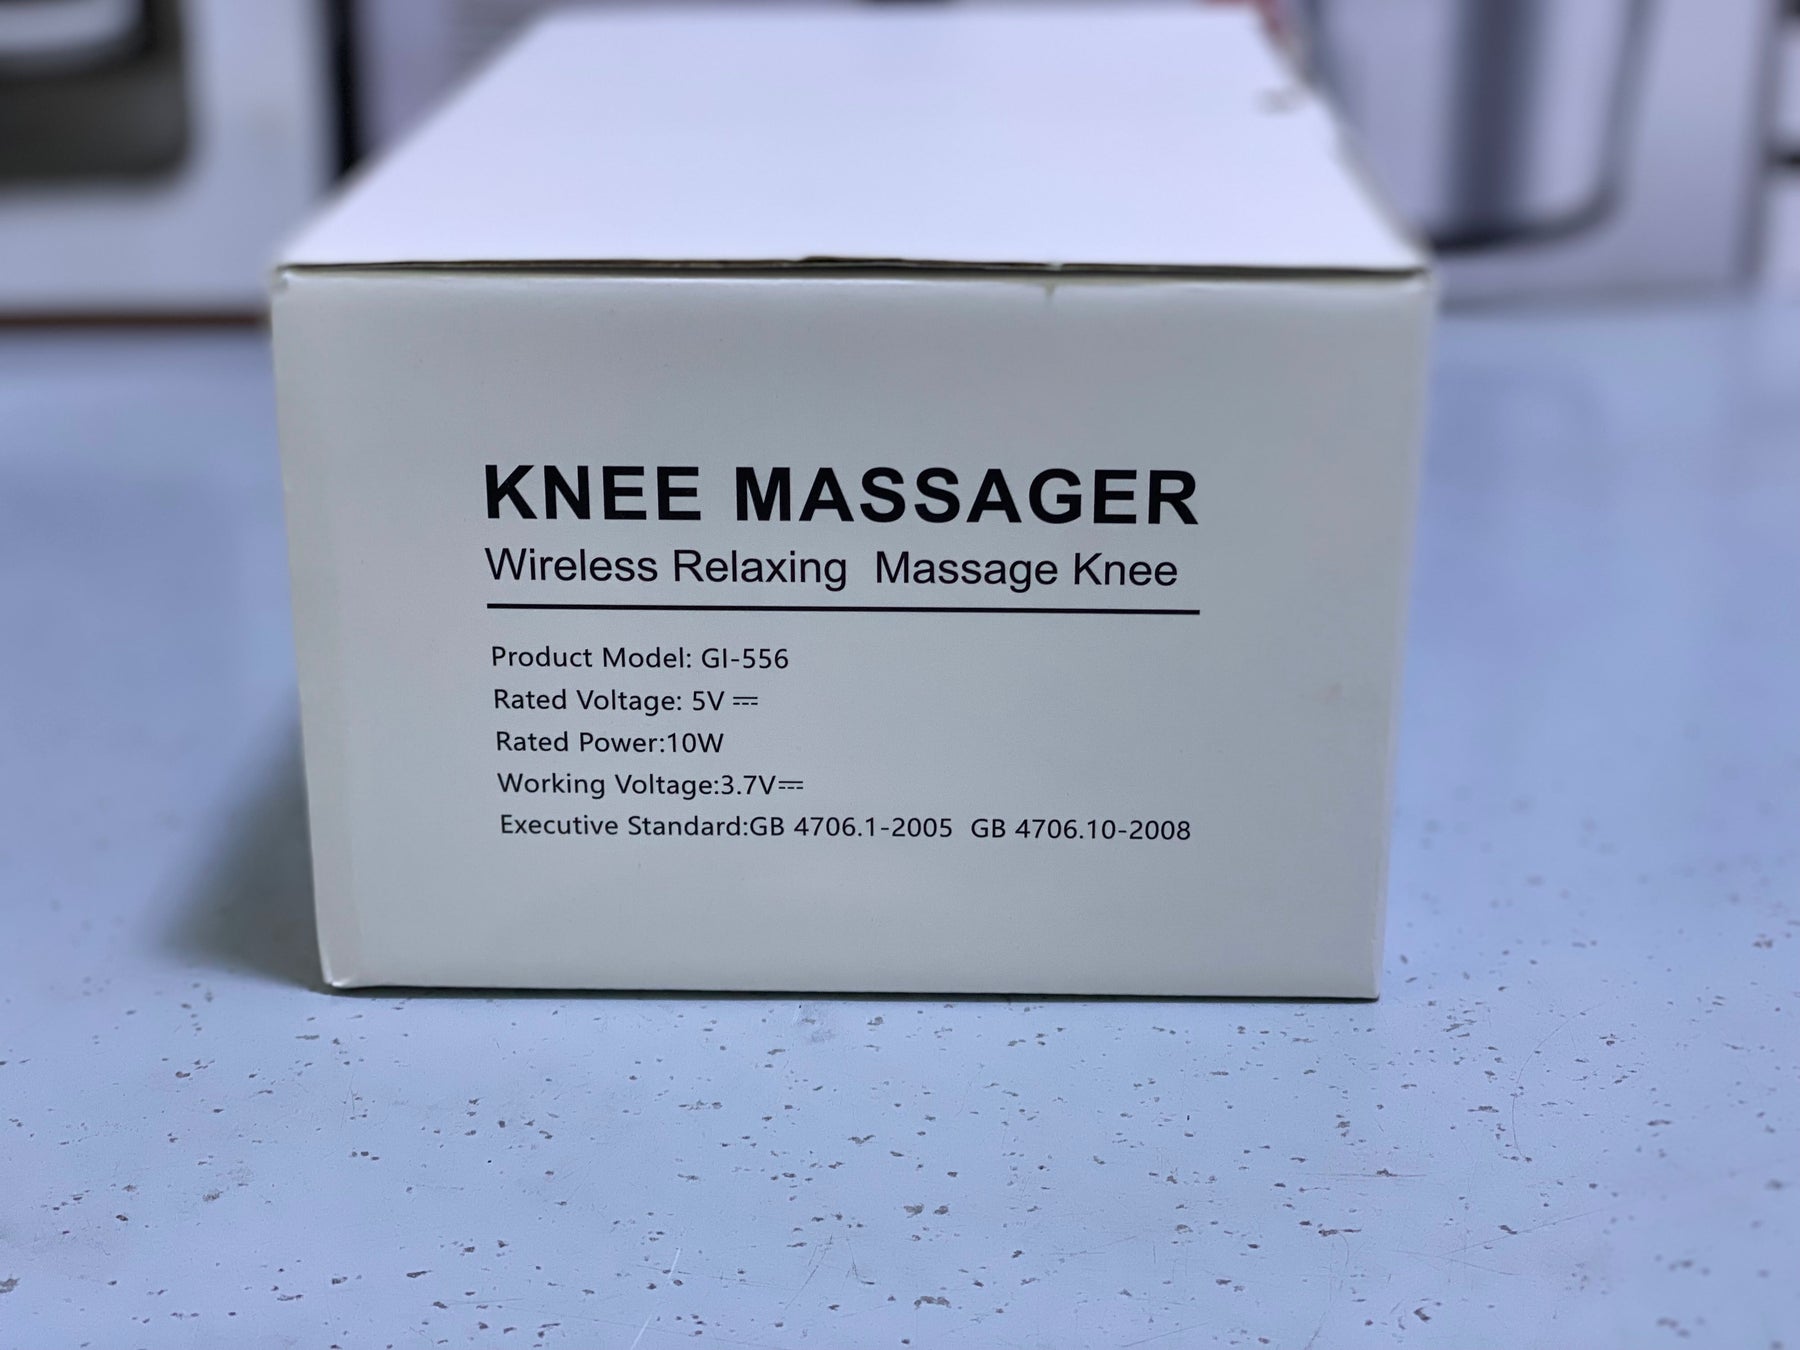 KNEE MASSAGER
Wireless Relaxing Massage Knee
Product Model: GI-556
Rated Voltage: 5V ⎓
Rated Power:10W
Working Voltage:3.7V⎓
Executive Standard:GB 4706.1-2005 GB 4706.10-2008